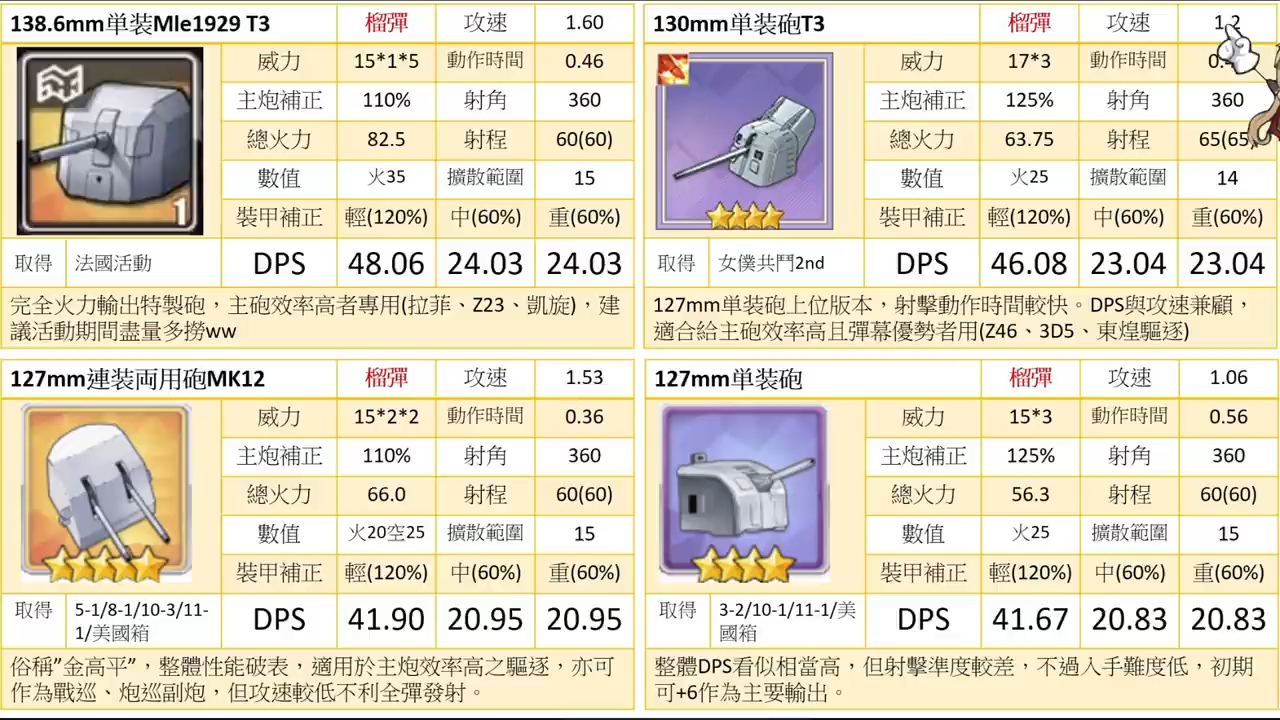 138.6mm単装Mle1929 T3 榴彈 攻速 1.60
威力 15*1*5 動作時間 0.46
主炮補正 110% 射角 360
總火力 82.5 射程 60(60)
數值 火35 擴散範圍 15
裝甲補正 輕(120%) 中(60%) 重(60%)
1
取得 法國活動 DPS 48.06 24.03 24.03
完全火力輸出特製砲，主砲效率高者專用(拉菲、Z23、凱旋)，建
議活動期間盡量多撈ww
130mm単装砲T3 榴彈 攻速
威力 17*3 動作時間
主炮補正 125% 射角 360
總火力 63.75 射程 65(65)
數值 火25 擴散範圍 14
裝甲補正 輕(120%) 中(60%) 重(60%)
取得 女僕共鬥2nd DPS 46.08 23.04 23.04
127mm単装砲上位版本，射擊動作時間較快。DPS與攻速兼顧，
適合給主砲效率高且彈幕優勢者用(Z46、3D5、東煌驅逐)
127mm連装両用砲MK12 榴彈 攻速 1.53
威力 15*2*2 動作時間 0.36
主炮補正 110% 射角 360
總火力 66.0 射程 60(60)
數值 火20空25 擴散範圍 15
裝甲補正 輕(120%) 中(60%) 重(60%)
取得 5-1/8-1/10-3/11-
1/美國箱 DPS 41.90 20.95 20.95
俗稱”金高平”，整體性能破表，適用於主炮效率高之驅逐，亦可
作為戰巡、炮巡副炮，但攻速較低不利全彈發射。
127mm単装砲 榴彈 攻速 1.06
威力 15*3 動作時間 0.56
主炮補正 125% 射角 360
總火力 56.3 射程 60(60)
數值 火25 擴散範圍 15
裝甲補正 輕(120%) 中(60%) 重(60%)
取得 3-2/10-1/11-1/美
國箱 DPS 41.67 20.83 20.83
整體DPS看似相當高，但射擊準度較差，不過入手難度低，初期
可+6作為主要輸出。